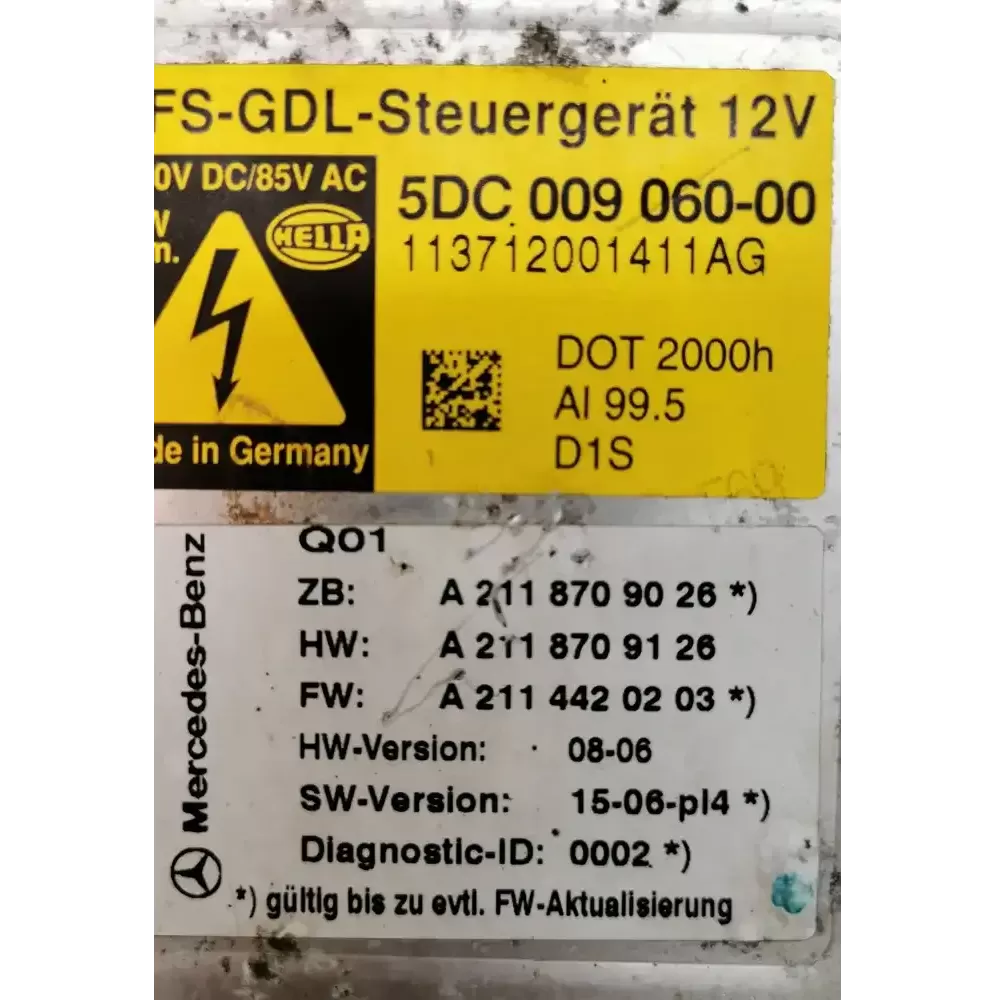 FS-GDL-Steuergerät 12V
0V DC/85V AC
HELLA
5DC 009 060-00
113712001411AG
DOT 2000h
AI 99.5
D1S
de in Germany
Mercedes-Benz
Q01
ZB: A 211 870 90 26 *)
HW: A 211 870 91 26
FW: A 211 442 02 03 *)
HW-Version: 08-06
SW-Version: 15-06-pl4 *)
Diagnostic-ID: 0002 *)
*) gültig bis zu evtl. FW-Aktualisierung